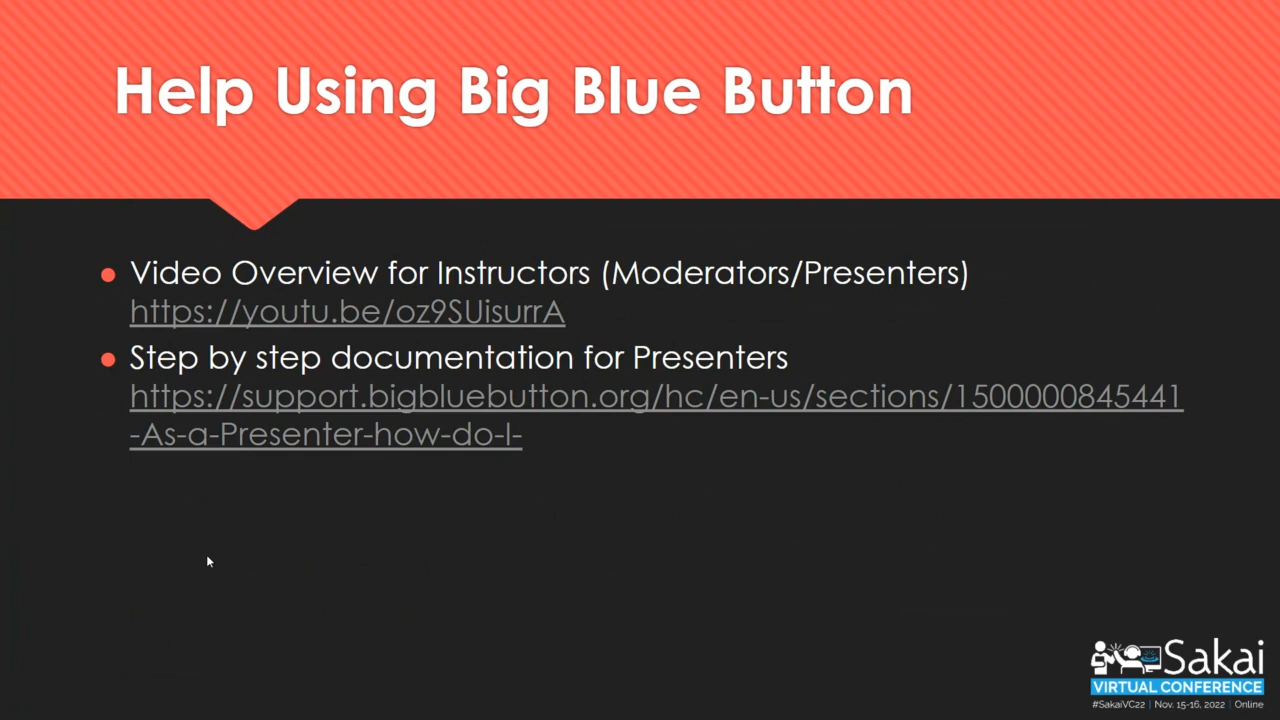 Help Using Big Blue Button
Video Overview for Instructors (Moderators/Presenters)
https://youtu.be/oz9SUisurrA
Step by step documentation for Presenters
https://support.bigbluebutton.org/hc/en-us/sections/1500000845441
-As-a-Presenter-how-do-I-
Sakai
VIRTUAL CONFERENCE
#SakaiVC22 | Nov. 15-16, 2022 | Online